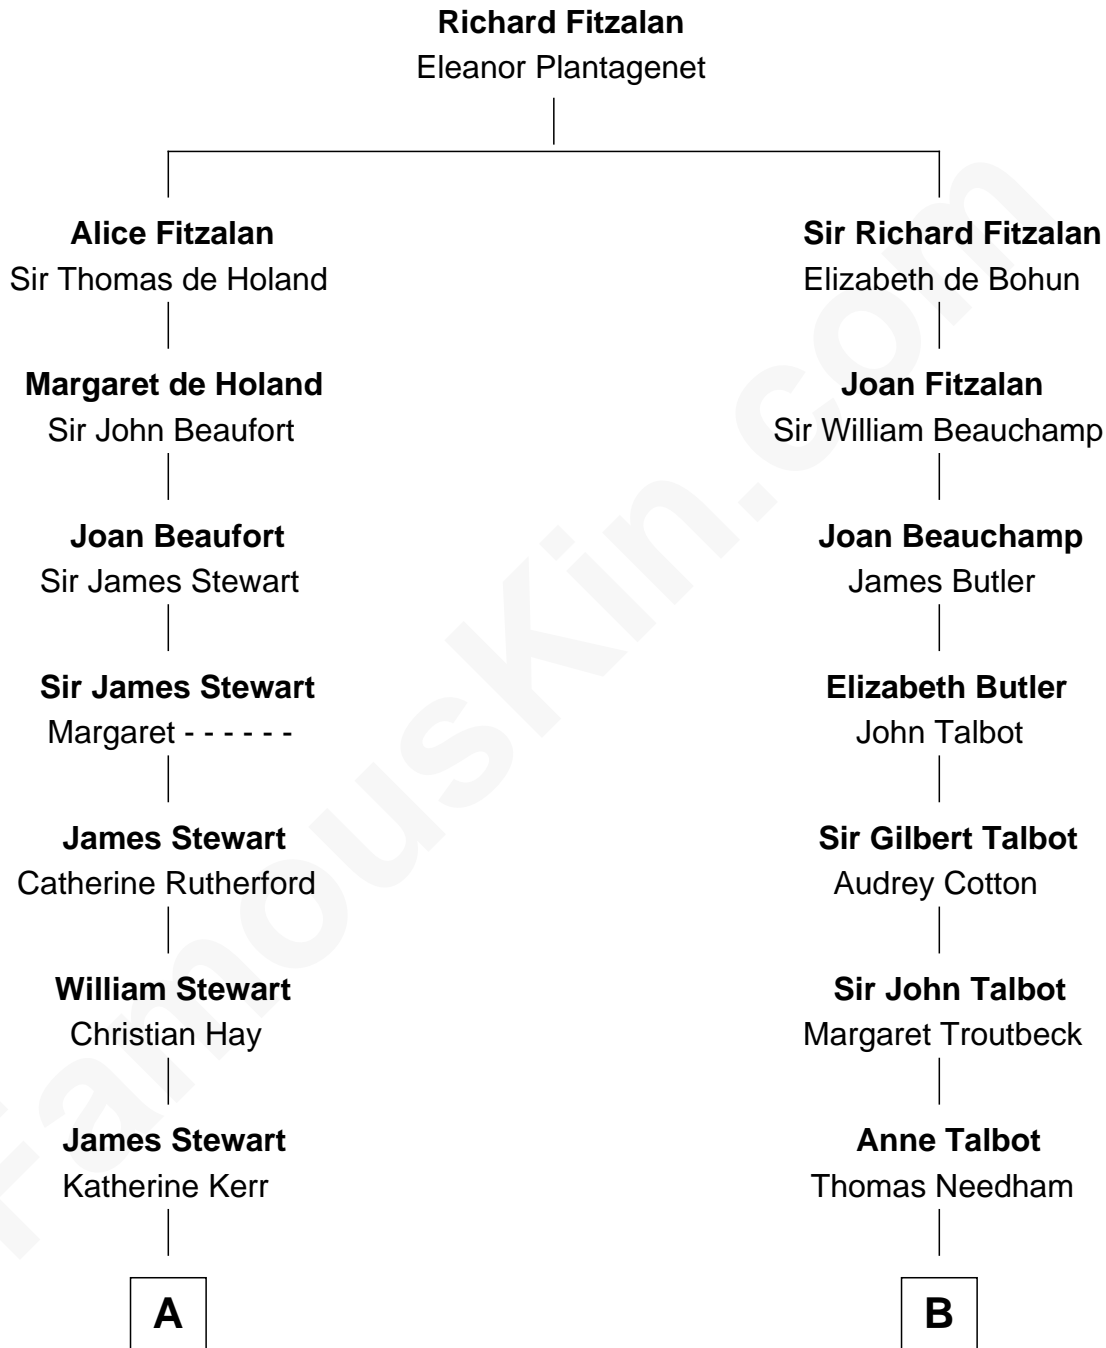 Richard Fitzalan
Eleanor Plantagenet
Alice Fitzalan
Sir Thomas de Holand
Sir Richard Fitzalan
Elizabeth de Bohun
Margaret de Holand
Sir John Beaufort
Joan Fitzalan
Sir William Beauchamp
Joan Beaufort
Sir James Stewart
Joan Beauchamp
James Butler
Sir James Stewart
Margaret - - - - - -
Elizabeth Butler
John Talbot
James Stewart
Catherine Rutherford
Sir Gilbert Talbot
Audrey Cotton
William Stewart
Christian Hay
Sir John Talbot
Margaret Troutbeck
James Stewart
Katherine Kerr
Anne Talbot
Thomas Needham
A
B
FamousKin.com